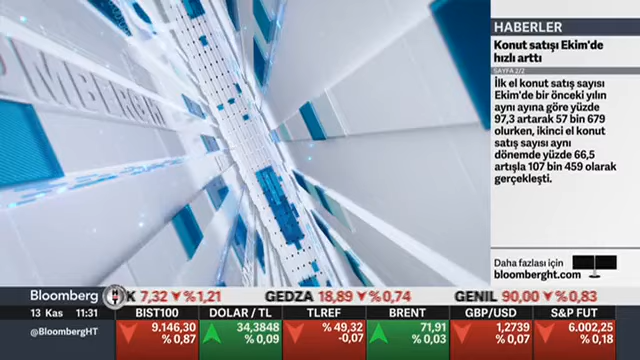 OMBERG HT
HABERLER
Konut satışı Ekim'de
hızlı arttı
SAYFA 2/2
İlk el konut satış sayısı
Ekim'de bir önceki yılın
aynı ayına göre yüzde
97,3 artarak 57 bin 679
olurken, ikinci el konut
satış sayısı aynı
dönemde yüzde 66,5
artışla 107 bin 459 olarak
gerçekleşti.
Daha fazlası için
bloomberght.com
Bloomberg HT K 7,32 %1,21 GEDZA 18,89 %0,74 GENIL 90,00 %0,83
13 Kas 11:31 BIST100 DOLAR / TL TLREF BRENT GBP/USD S&P FUT
@BloombergHT 9.146,30 34,3848 % 49,32 71,91 1,2739 6.002,25
% 0,87 % 0,09 -0,07 % 0,03 % 0,07 % 0,18